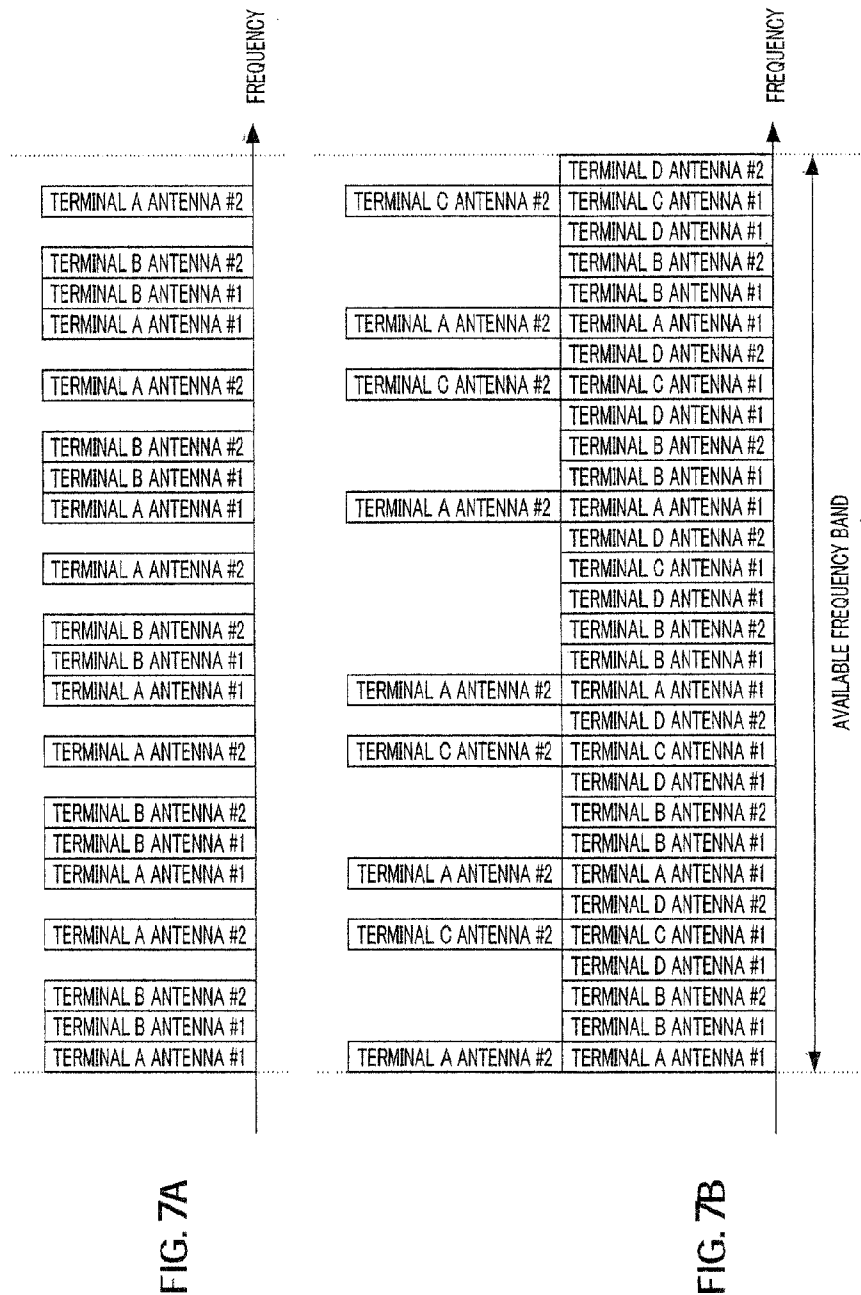 FIG. 7A
TERMINAL A ANTENNA #2
TERMINAL B ANTENNA #2
TERMINAL B ANTENNA #1
TERMINAL A ANTENNA #1
TERMINAL A ANTENNA #2
TERMINAL B ANTENNA #2
TERMINAL B ANTENNA #1
TERMINAL A ANTENNA #1
TERMINAL A ANTENNA #2
TERMINAL B ANTENNA #2
TERMINAL B ANTENNA #1
TERMINAL A ANTENNA #1
TERMINAL A ANTENNA #2
TERMINAL B ANTENNA #2
TERMINAL B ANTENNA #1
TERMINAL A ANTENNA #1
TERMINAL A ANTENNA #2
TERMINAL B ANTENNA #2
TERMINAL B ANTENNA #1
TERMINAL A ANTENNA #1
FREQUENCY
FIG. 7B
TERMINAL D ANTENNA #2
TERMINAL C ANTENNA #2 TERMINAL C ANTENNA #1
TERMINAL D ANTENNA #1
TERMINAL B ANTENNA #2
TERMINAL B ANTENNA #1
TERMINAL A ANTENNA #2 TERMINAL A ANTENNA #1
TERMINAL D ANTENNA #2
TERMINAL C ANTENNA #2 TERMINAL C ANTENNA #1
TERMINAL D ANTENNA #1
TERMINAL B ANTENNA #2
TERMINAL B ANTENNA #1
TERMINAL A ANTENNA #2 TERMINAL A ANTENNA #1
TERMINAL D ANTENNA #2
TERMINAL C ANTENNA #1
TERMINAL D ANTENNA #1
TERMINAL B ANTENNA #2
TERMINAL B ANTENNA #1
TERMINAL A ANTENNA #2 TERMINAL A ANTENNA #1
TERMINAL D ANTENNA #2
TERMINAL C ANTENNA #2 TERMINAL C ANTENNA #1
TERMINAL D ANTENNA #1
TERMINAL B ANTENNA #2
TERMINAL B ANTENNA #1
TERMINAL A ANTENNA #2 TERMINAL A ANTENNA #1
TERMINAL D ANTENNA #2
TERMINAL C ANTENNA #2 TERMINAL C ANTENNA #1
TERMINAL D ANTENNA #1
TERMINAL B ANTENNA #2
TERMINAL B ANTENNA #1
TERMINAL A ANTENNA #2 TERMINAL A ANTENNA #1
FREQUENCY
AVAILABLE FREQUENCY BAND